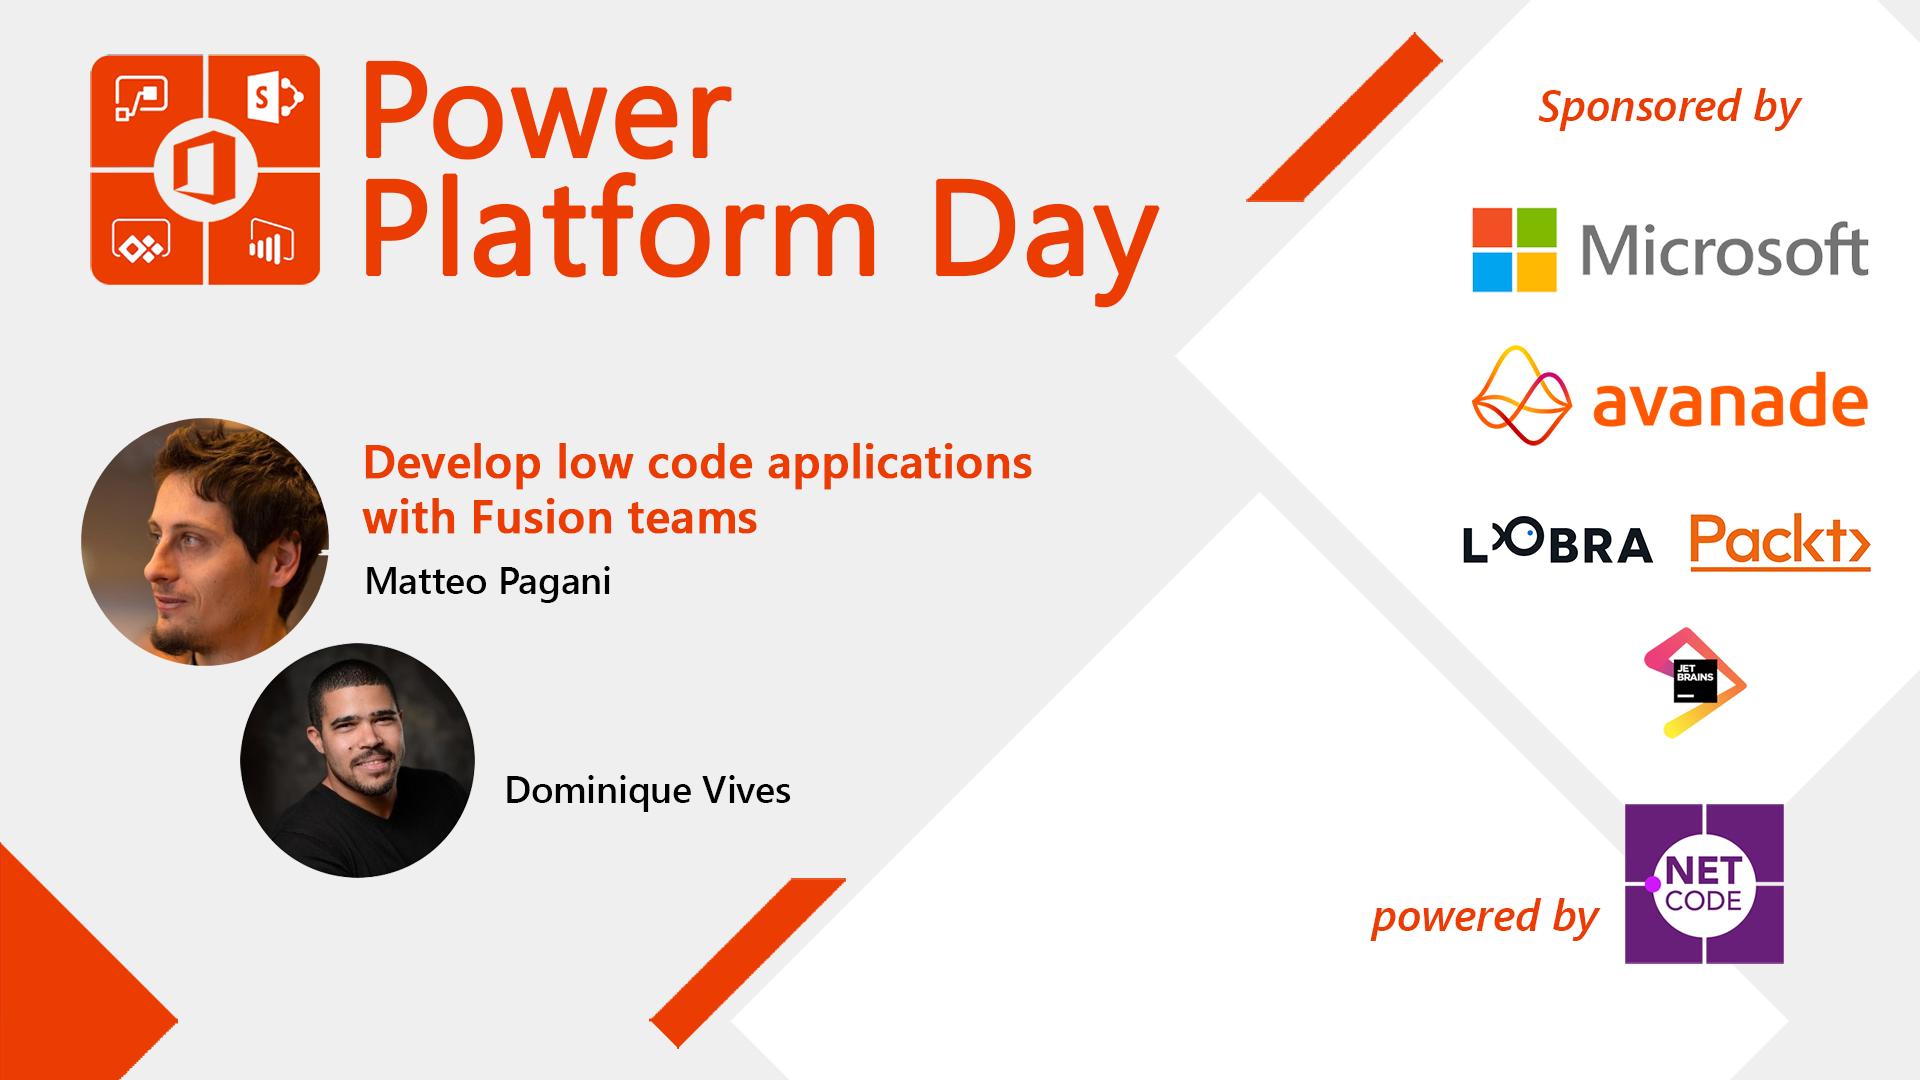 Power
Platform Day
S
Develop low code applications
with Fusion teams
Matteo Pagani
Dominique Vives
Sponsored by
Microsoft
avanade
LOBRA
Packt>
JET
BRAINS
powered by
NET
CODE